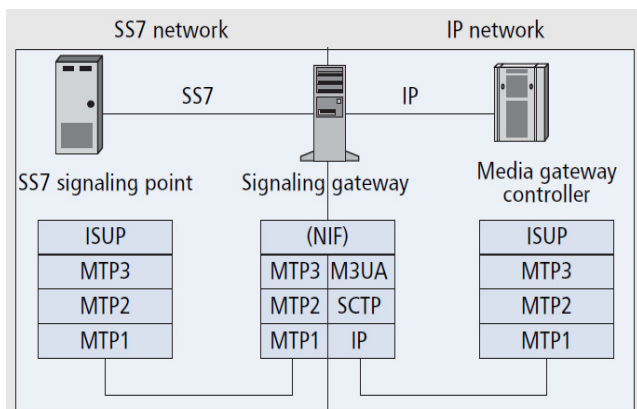 SS7 network
IP network
SS7
IP
SS7 signaling point
Signaling gateway
Media gateway
controller
ISUP
(NIF)
ISUP
MTP3
MTP3
M3UA
MTP3
MTP2
MTP2
SCTP
MTP2
MTP1
MTP1
IP
MTP1